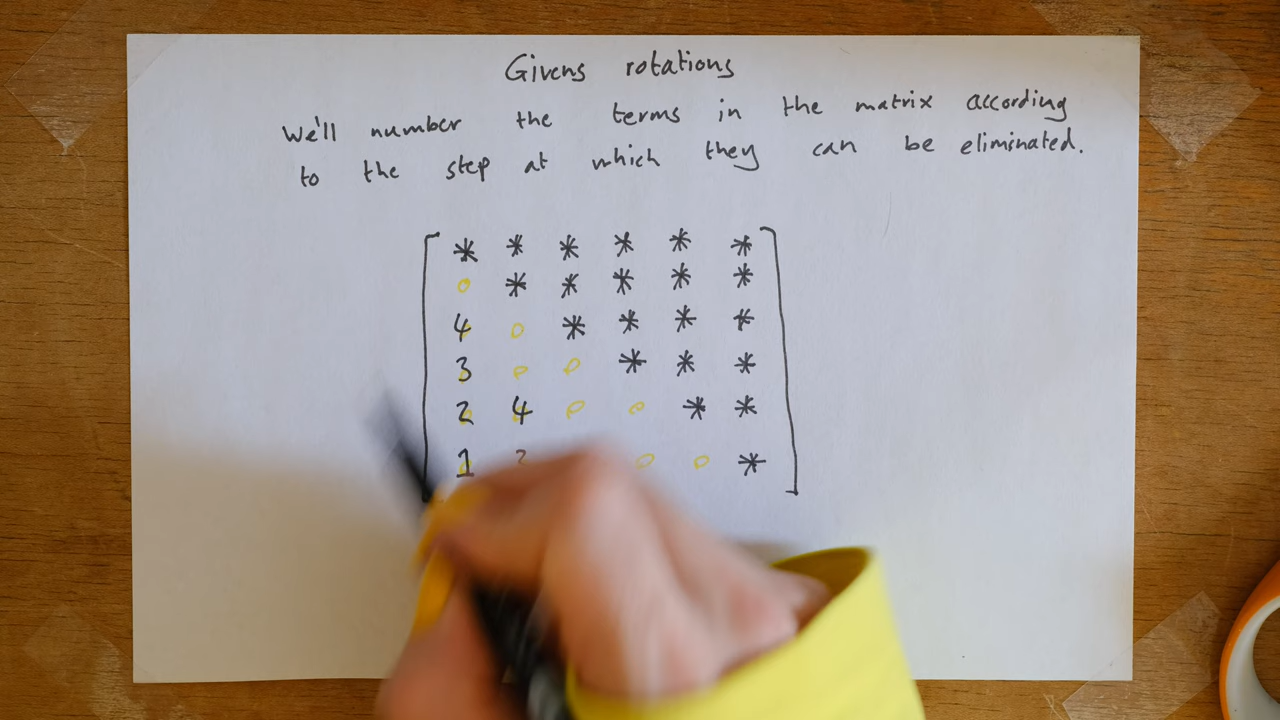 Givens rotations
We'll number the terms in the matrix according
to the step at which they can be eliminated.
* * * * * *
0 * * * * *
4 0 * * * *
3 0 0 * * *
2 4 0 0 * *
1 0 0 *